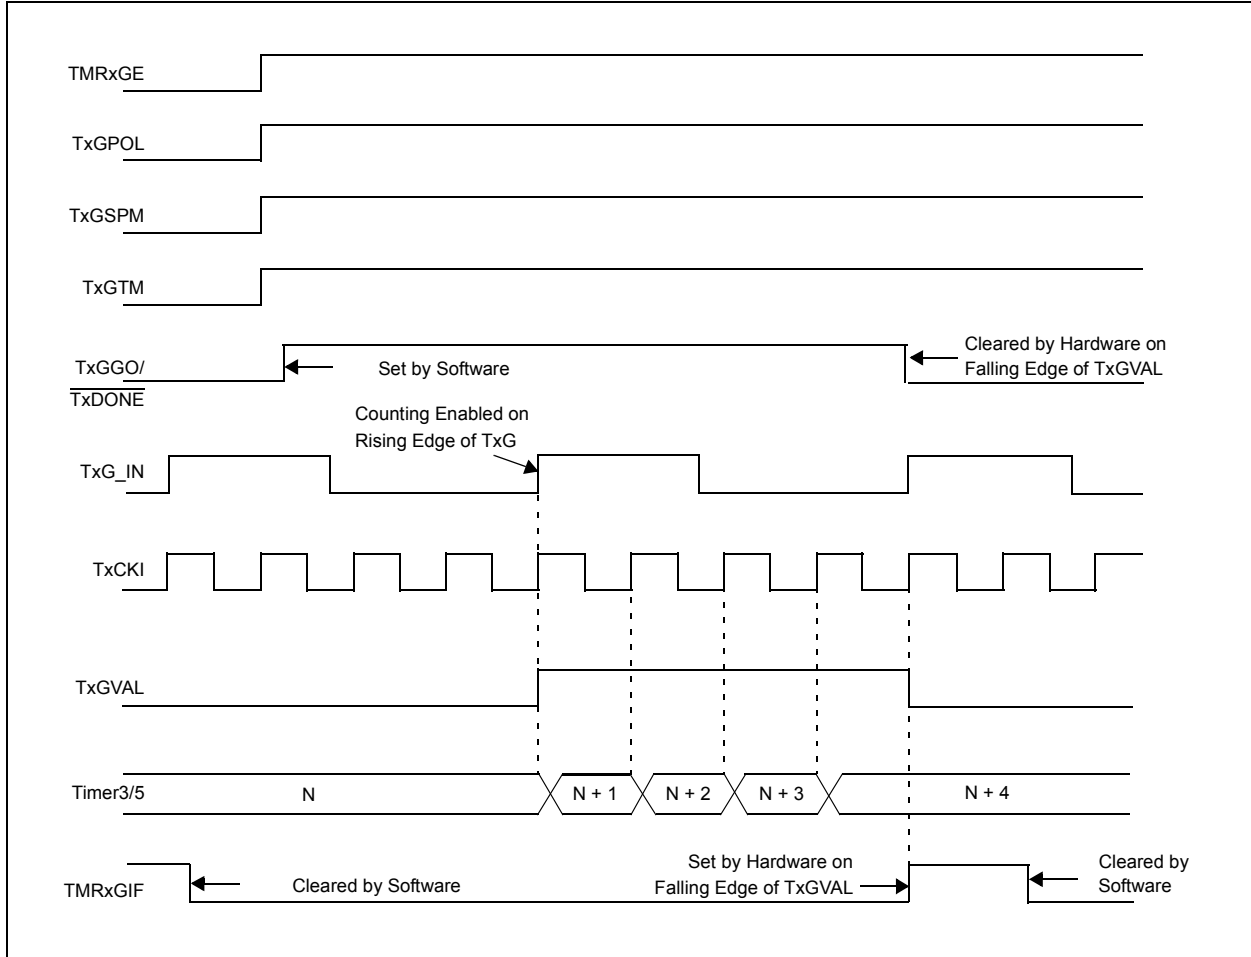 TMRxGE
TxGPOL
TxGSPM
TxGTM
TxGGO/
TxDONE
Set by Software
Cleared by Hardware on
Falling Edge of TxGVAL
Counting Enabled on
Rising Edge of TxG
TxG_IN
TxCKI
TxGVAL
Timer3/5
N
N + 1
N + 2
N + 3
N + 4
TMRxGIF
Cleared by Software
Set by Hardware on
Falling Edge of TxGVAL
Cleared by
Software